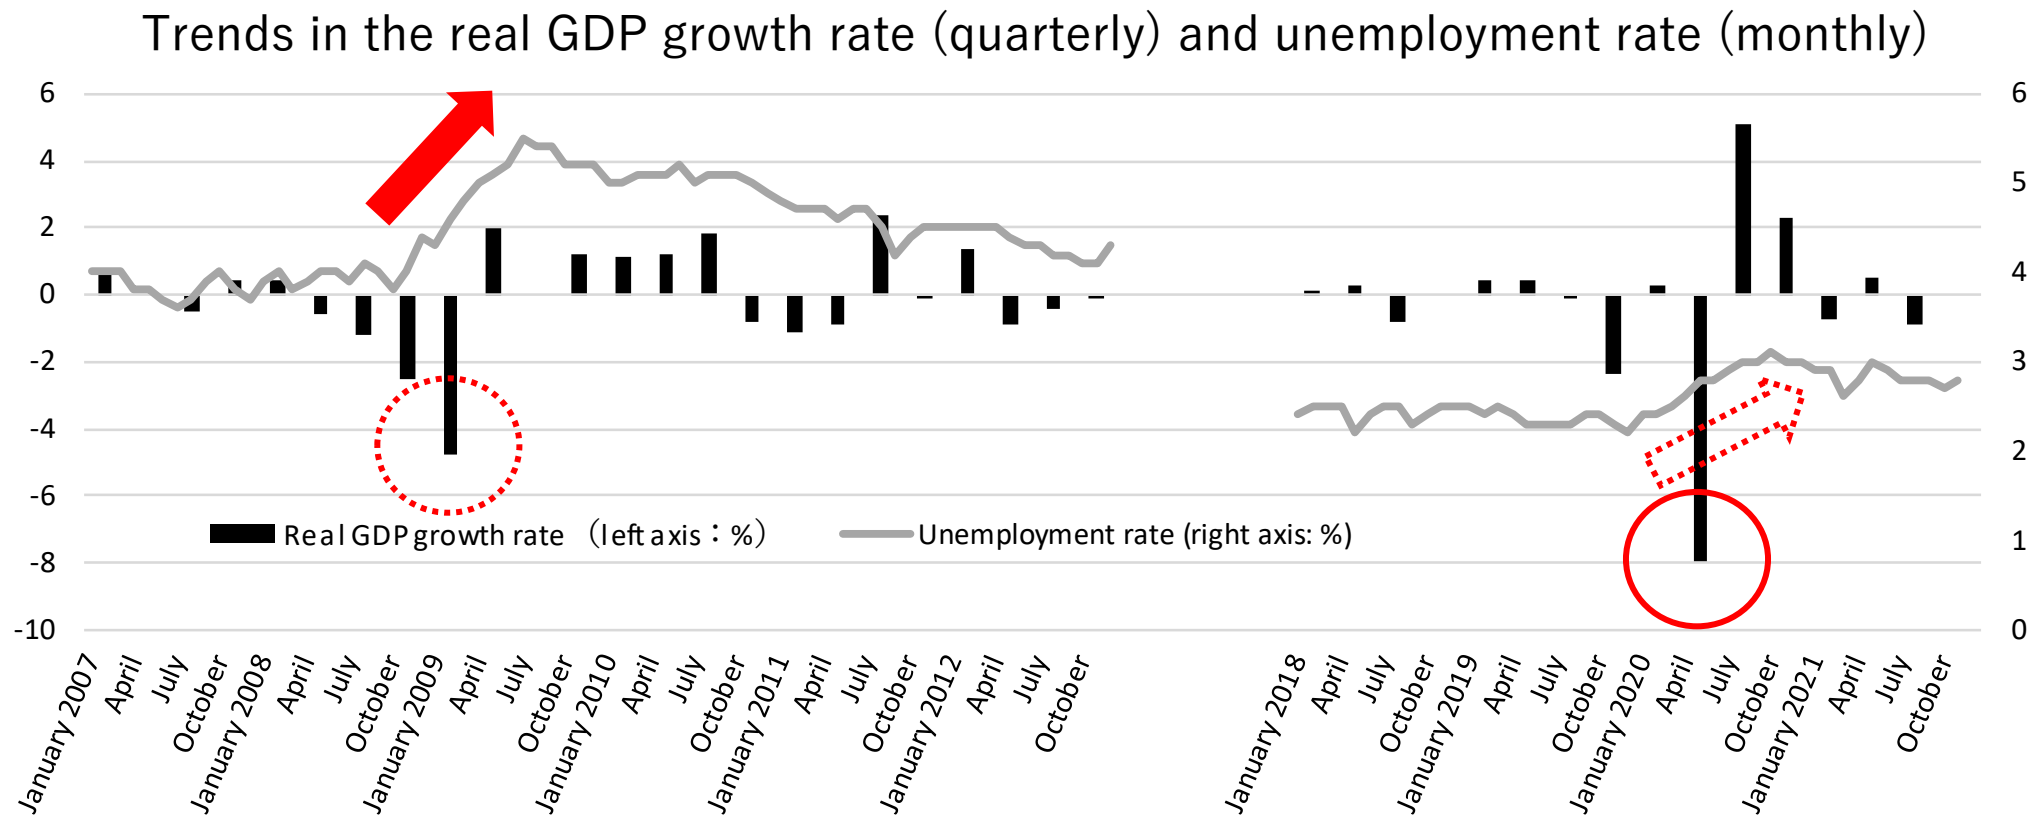 Trends in the real GDP growth rate (quarterly) and unemployment rate (monthly)
6
4
2
0
-2
-4
-6
-8
-10
6
5
4
3
2
1
0
Real GDP growth rate （left axis：%）
Unemployment rate (right axis: %)
January 2007
April
July
October
January 2008
April
July
October
January 2009
April
July
October
January 2010
April
July
October
January 2011
April
July
October
January 2012
April
July
October
January 2018
April
July
October
January 2019
April
July
October
January 2020
April
July
October
January 2021
April
July
October